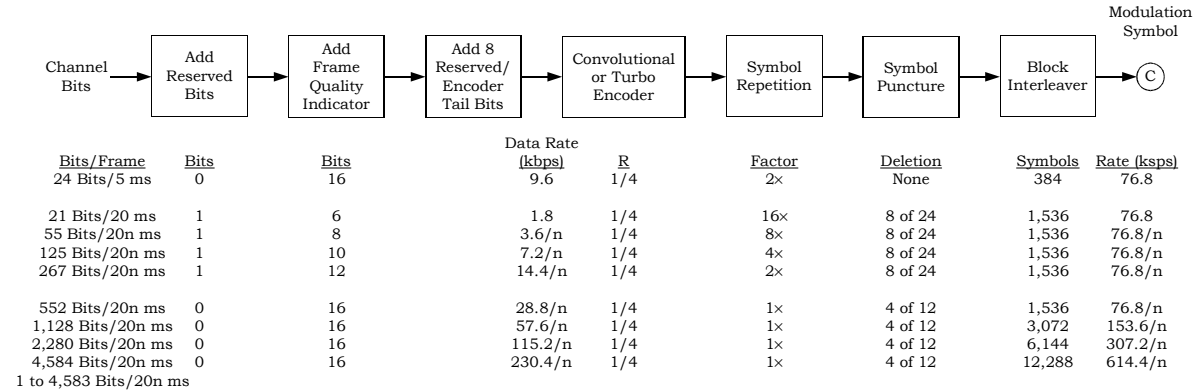 Modulation
Symbol
Channel
Bits
Add
Reserved
Bits
Add
Frame
Quality
Indicator
Add 8
Reserved/
Encoder
Tail Bits
Convolutional
or Turbo
Encoder
Symbol
Repetition
Symbol
Puncture
Block
Interleaver
C
Data Rate
Bits/Frame Bits Bits (kbps) R Factor Deletion Symbols Rate (ksps)
24 Bits/5 ms 0 16 9.6 1/4 2× None 384 76.8
21 Bits/20 ms 1 6 1.8 1/4 16× 8 of 24 1,536 76.8
55 Bits/20n ms 1 8 3.6/n 1/4 8× 8 of 24 1,536 76.8/n
125 Bits/20n ms 1 10 7.2/n 1/4 4× 8 of 24 1,536 76.8/n
267 Bits/20n ms 1 12 14.4/n 1/4 2× 8 of 24 1,536 76.8/n
552 Bits/20n ms 0 16 28.8/n 1/4 1× 4 of 12 1,536 76.8/n
1,128 Bits/20n ms 0 16 57.6/n 1/4 1× 4 of 12 3,072 153.6/n
2,280 Bits/20n ms 0 16 115.2/n 1/4 1× 4 of 12 6,144 307.2/n
4,584 Bits/20n ms 0 16 230.4/n 1/4 1× 4 of 12 12,288 614.4/n
1 to 4,583 Bits/20n ms